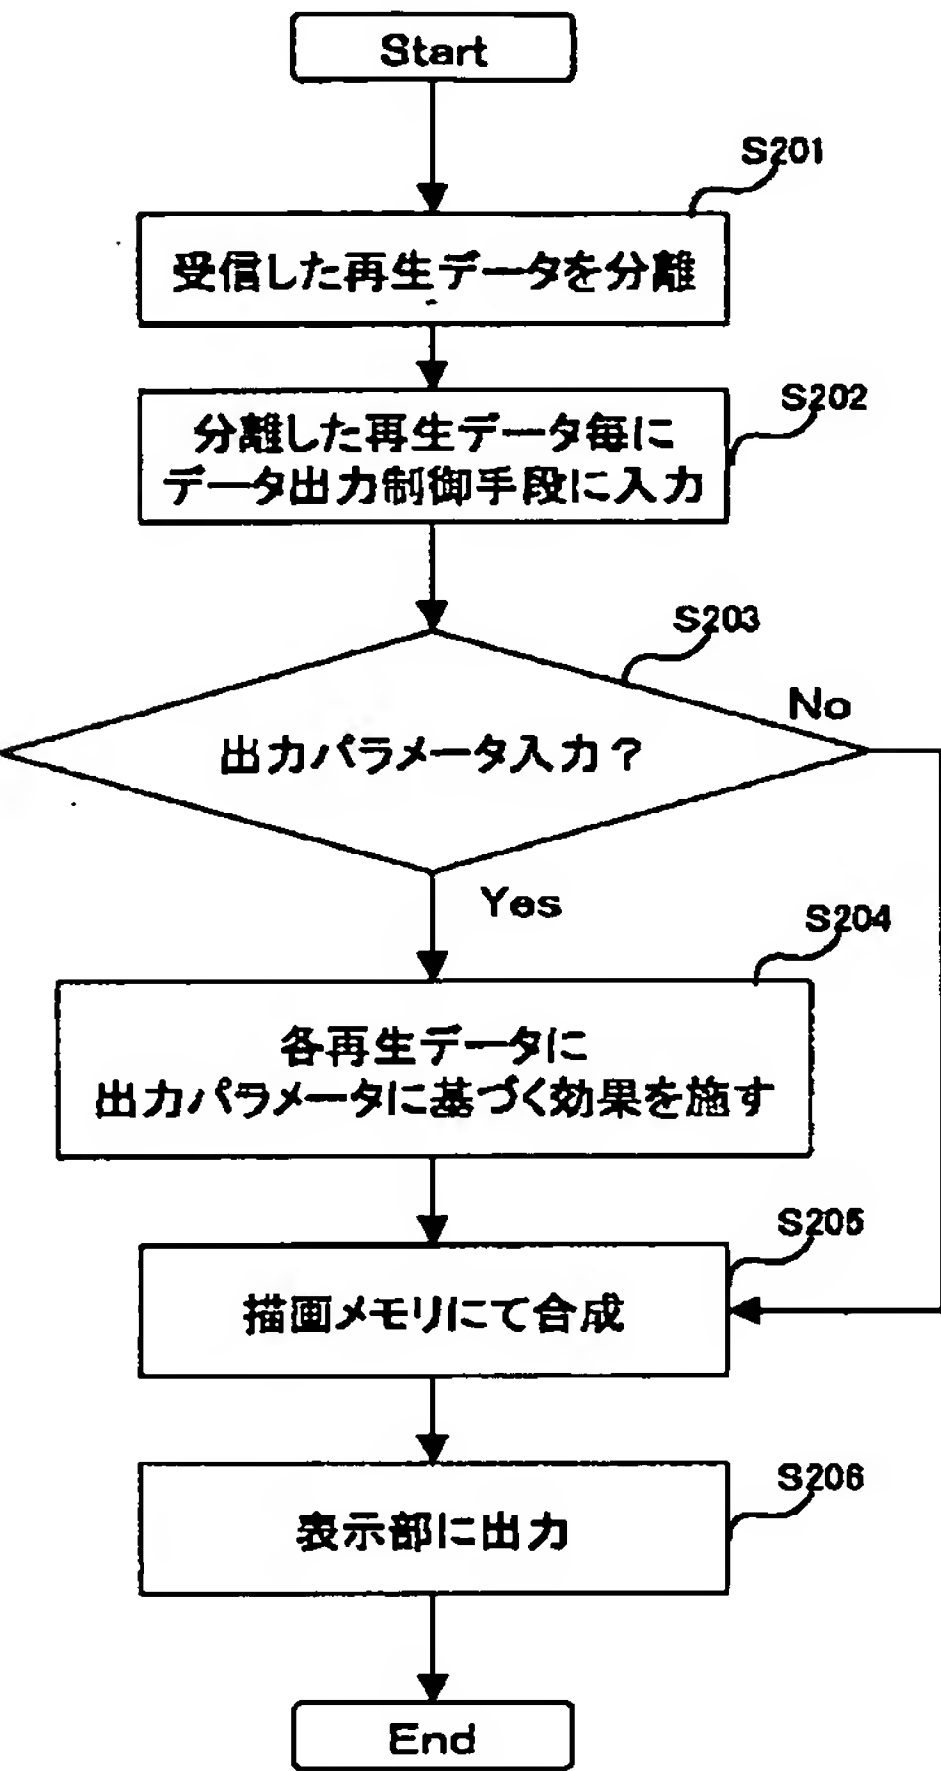 Start
S201
受信した再生データを分離
S202
分離した再生データ毎に
データ出力制御手段に入力
S203
No
出力パラメータ入力？
Yes
S204
各再生データに
出力パラメータに基づく効果を施す
S205
描画メモリにて合成
S206
表示部に出力
End